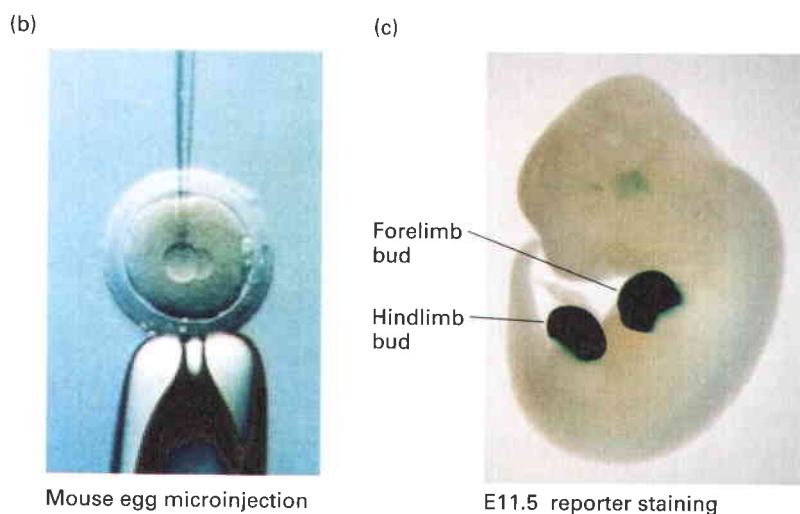 (b)
(c)
Forelimb
bud
Hindlimb
bud
Mouse egg microinjection
E11.5 reporter staining